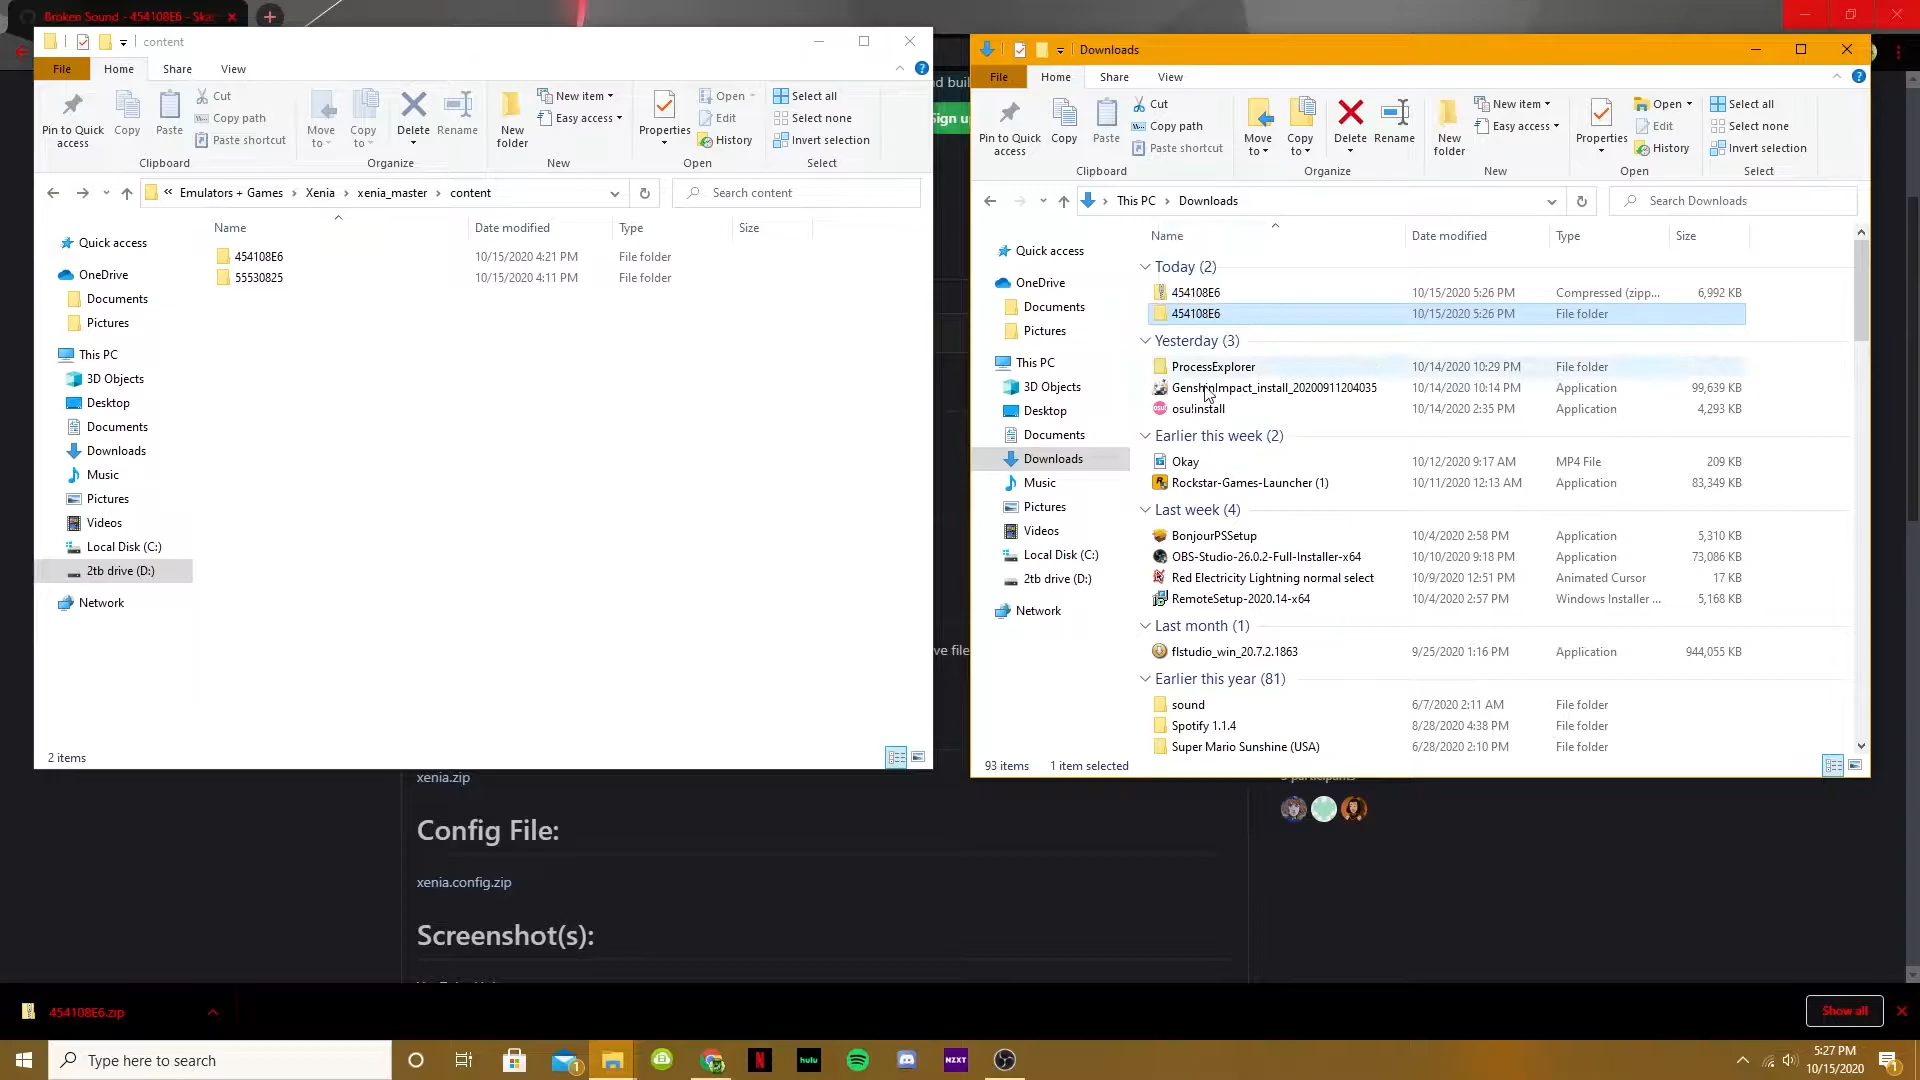 Broken Sound - 454108E6 - Ska
content
File
Home
Share
View
Pin to Quick access
Copy
Paste
Cut
Copy path
Paste shortcut
Clipboard
Move to
Copy to
Delete
Rename
Organize
New folder
New item
Easy access
New
Properties
Open
Edit
History
Open
Select all
Select none
Invert selection
Select
« Emulators + Games › Xenia › xenia_master › content
Search content
Name Date modified Type Size
454108E6 10/15/2020 4:21 PM File folder
55530825 10/15/2020 4:11 PM File folder
Quick access
OneDrive
Documents
Pictures
This PC
3D Objects
Desktop
Documents
Downloads
Music
Pictures
Videos
Local Disk (C:)
2tb drive (D:)
Network
2 items
d buil
Sign u
ve file
Downloads
File
Home
Share
View
Pin to Quick access
Copy
Paste
Cut
Copy path
Paste shortcut
Clipboard
Move to
Copy to
Delete
Rename
Organize
New folder
New item
Easy access
New
Properties
Open
Edit
History
Open
Select all
Select none
Invert selection
Select
› This PC › Downloads
Search Downloads
Name Date modified Type Size
Today (2)
454108E6 10/15/2020 5:26 PM Compressed (zipp... 6,992 KB
454108E6 10/15/2020 5:26 PM File folder
Yesterday (3)
ProcessExplorer 10/14/2020 10:29 PM File folder
GenshinImpact_install_20200911204035 10/14/2020 10:14 PM Application 99,639 KB
osu!install 10/14/2020 2:35 PM Application 4,293 KB
Earlier this week (2)
Okay 10/12/2020 9:17 AM MP4 File 209 KB
Rockstar-Games-Launcher (1) 10/11/2020 12:13 AM Application 83,349 KB
Last week (4)
BonjourPSSetup 10/4/2020 2:58 PM Application 5,310 KB
OBS-Studio-26.0.2-Full-Installer-x64 10/10/2020 9:18 PM Application 73,086 KB
Red Electricity Lightning normal select 10/9/2020 12:51 PM Animated Cursor 17 KB
RemoteSetup-2020.14-x64 10/4/2020 2:57 PM Windows Installer ... 5,168 KB
Last month (1)
flstudio_win_20.7.2.1863 9/25/2020 1:16 PM Application 944,055 KB
Earlier this year (81)
sound 6/7/2020 2:11 AM File folder
Spotify 1.1.4 8/28/2020 4:38 PM File folder
Super Mario Sunshine (USA) 6/28/2020 2:10 PM File folder
Quick access
OneDrive
Documents
Pictures
This PC
3D Objects
Desktop
Documents
Downloads
Music
Pictures
Videos
Local Disk (C:)
2tb drive (D:)
Network
93 items 1 item selected
xenia.zip
Config File:
xenia.config.zip
Screenshot(s):
454108E6.zip
Show all
Type here to search
hulu
NZXT
5:27 PM
10/15/2020